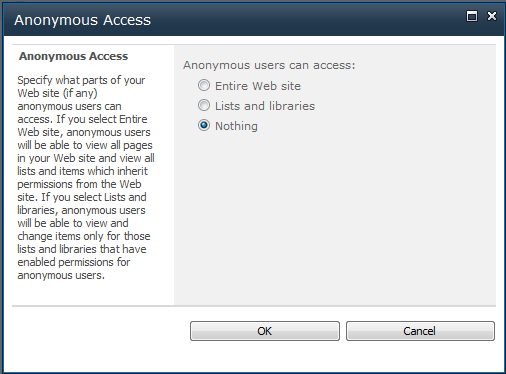 Anonymous Access
Anonymous Access
Specify what parts of your
Web site (if any)
anonymous users can
access. If you select Entire
Web site, anonymous users
will be able to view all pages
in your Web site and view all
lists and items which inherit
permissions from the Web
site. If you select Lists and
libraries, anonymous users
will be able to view and
change items only for those
lists and libraries that have
enabled permissions for
anonymous users.
Anonymous users can access:
Entire Web site
Lists and libraries
Nothing
OK
Cancel